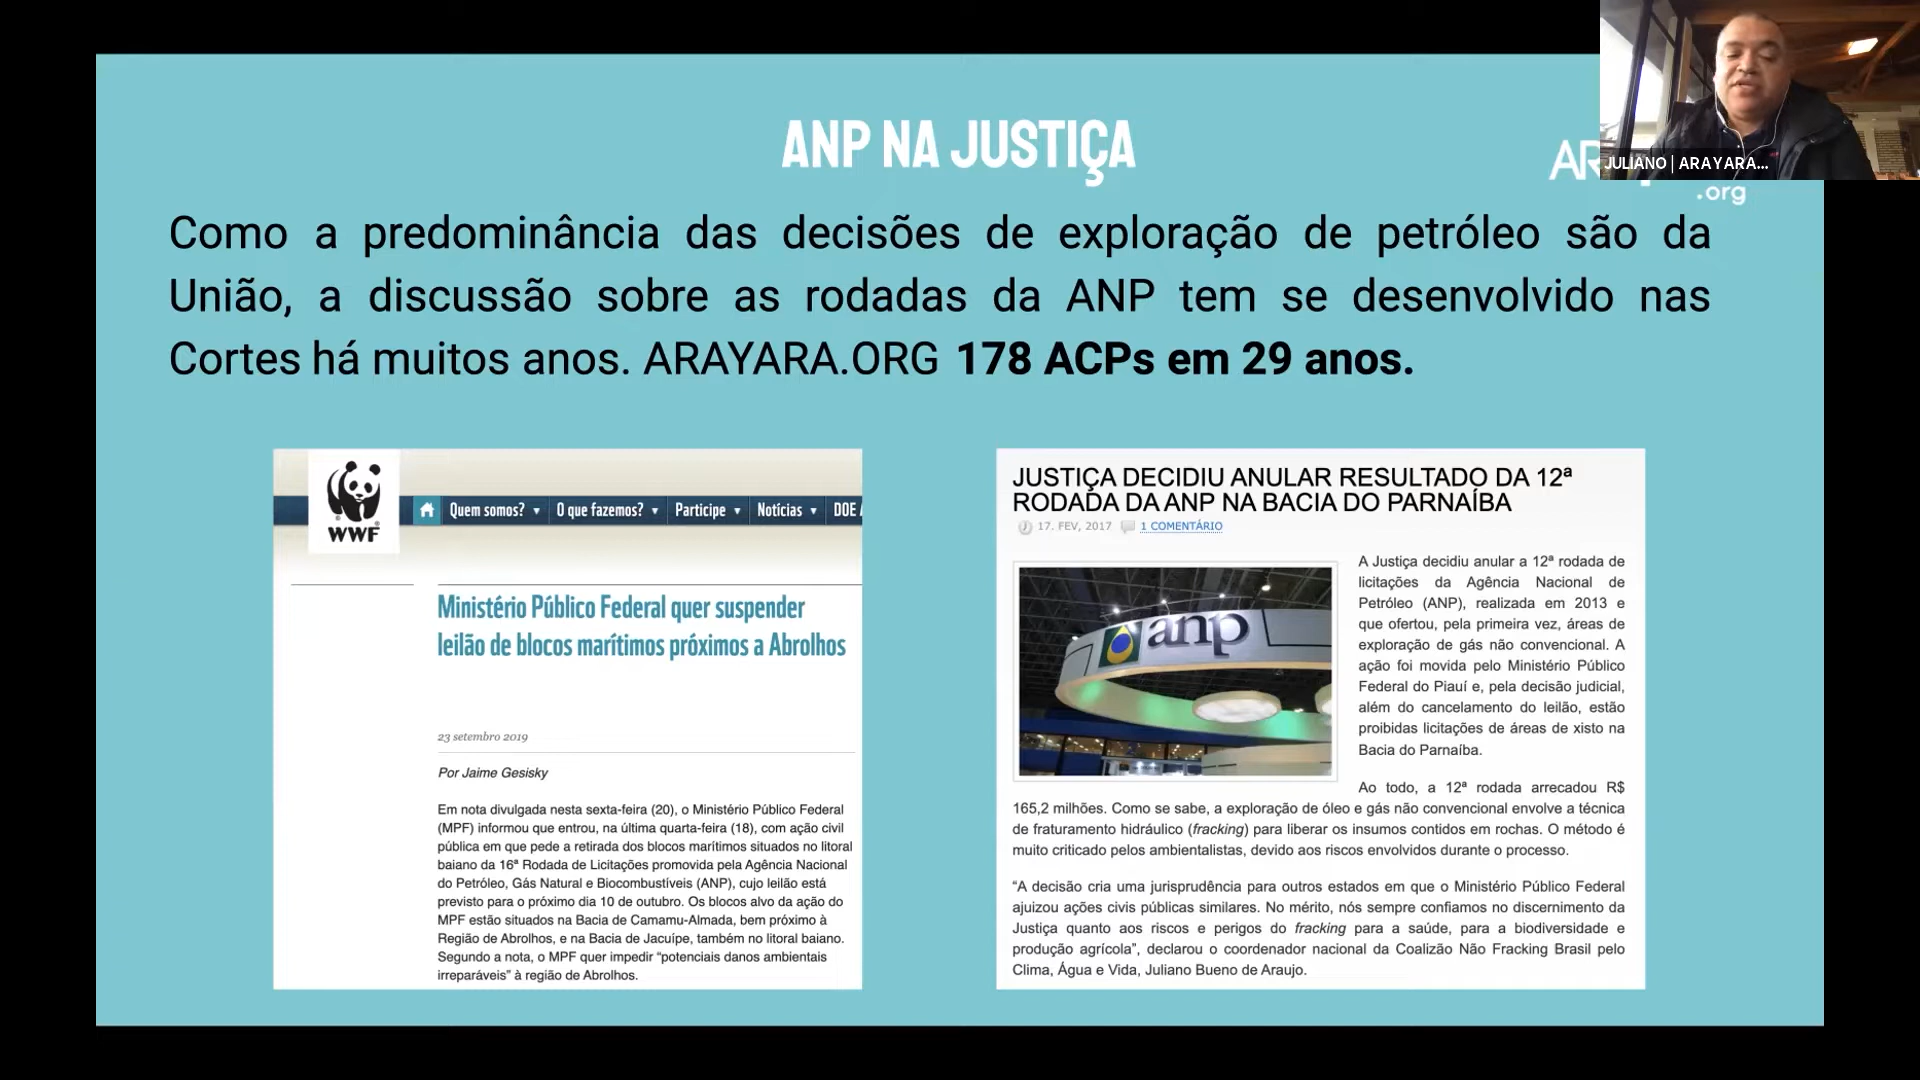 ANP NA JUSTIÇA
JULIANO | ARAYARA...
.org
Como a predominância das decisões de exploração de petróleo são da
União, a discussão sobre as rodadas da ANP tem se desenvolvido nas
Cortes há muitos anos. ARAYARA.ORG 178 ACPs em 29 anos.
WWF
Quem somos? O que fazemos? Participe Notícias DOE
Ministério Público Federal quer suspender
leilão de blocos marítimos próximos a Abrolhos
23 setembro 2019
Por Jaime Gesisky
Em nota divulgada nesta sexta-feira (20), o Ministério Público Federal
(MPF) informou que entrou, na última quarta-feira (18), com ação civil
pública em que pede a retirada dos blocos marítimos situados no litoral
baiano da 16ª Rodada de Licitações promovida pela Agência Nacional
do Petróleo, Gás Natural e Biocombustíveis (ANP), cujo leilão está
previsto para o próximo dia 10 de outubro. Os blocos alvo da ação do
MPF estão situados na Bacia de Camamu-Almada, bem próximo à
Região de Abrolhos, e na Bacia de Jacuípe, também no litoral baiano.
Segundo a nota, o MPF quer impedir “potenciais danos ambientais
irreparáveis” à região de Abrolhos.
JUSTIÇA DECIDIU ANULAR RESULTADO DA 12ª
RODADA DA ANP NA BACIA DO PARNAÍBA
17. FEV, 2017 1 COMENTÁRIO
anp
A Justiça decidiu anular a 12ª rodada de
licitações da Agência Nacional de
Petróleo (ANP), realizada em 2013 e
que ofertou, pela primeira vez, áreas de
exploração de gás não convencional. A
ação foi movida pelo Ministério Público
Federal do Piauí e, pela decisão judicial,
além do cancelamento do leilão, estão
proibidas licitações de áreas de xisto na
Bacia do Parnaíba.
Ao todo, a 12ª rodada arrecadou R$
165,2 milhões. Como se sabe, a exploração de óleo e gás não convencional envolve a técnica
de fraturamento hidráulico (fracking) para liberar os insumos contidos em rochas. O método é
muito criticado pelos ambientalistas, devido aos riscos envolvidos durante o processo.
“A decisão cria uma jurisprudência para outros estados em que o Ministério Público Federal
ajuizou ações civis públicas similares. No mérito, nós sempre confiamos no discernimento da
Justiça quanto aos riscos e perigos do fracking para a saúde, para a biodiversidade e
produção agrícola”, declarou o coordenador nacional da Coalizão Não Fracking Brasil pelo
Clima, Água e Vida, Juliano Bueno de Araujo.